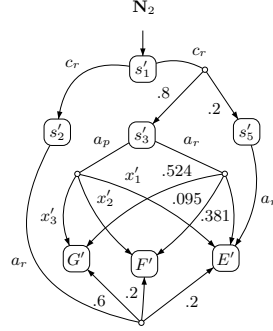 N₂
c_r
c_r
s′₁
.8
.2
s′₂
s′₃
s′₅
a_p
a_r
x′₁
.524
x′₂
.095
a_r
x′₃
.381
a_r
G′
F′
E′
.6
.2
.2